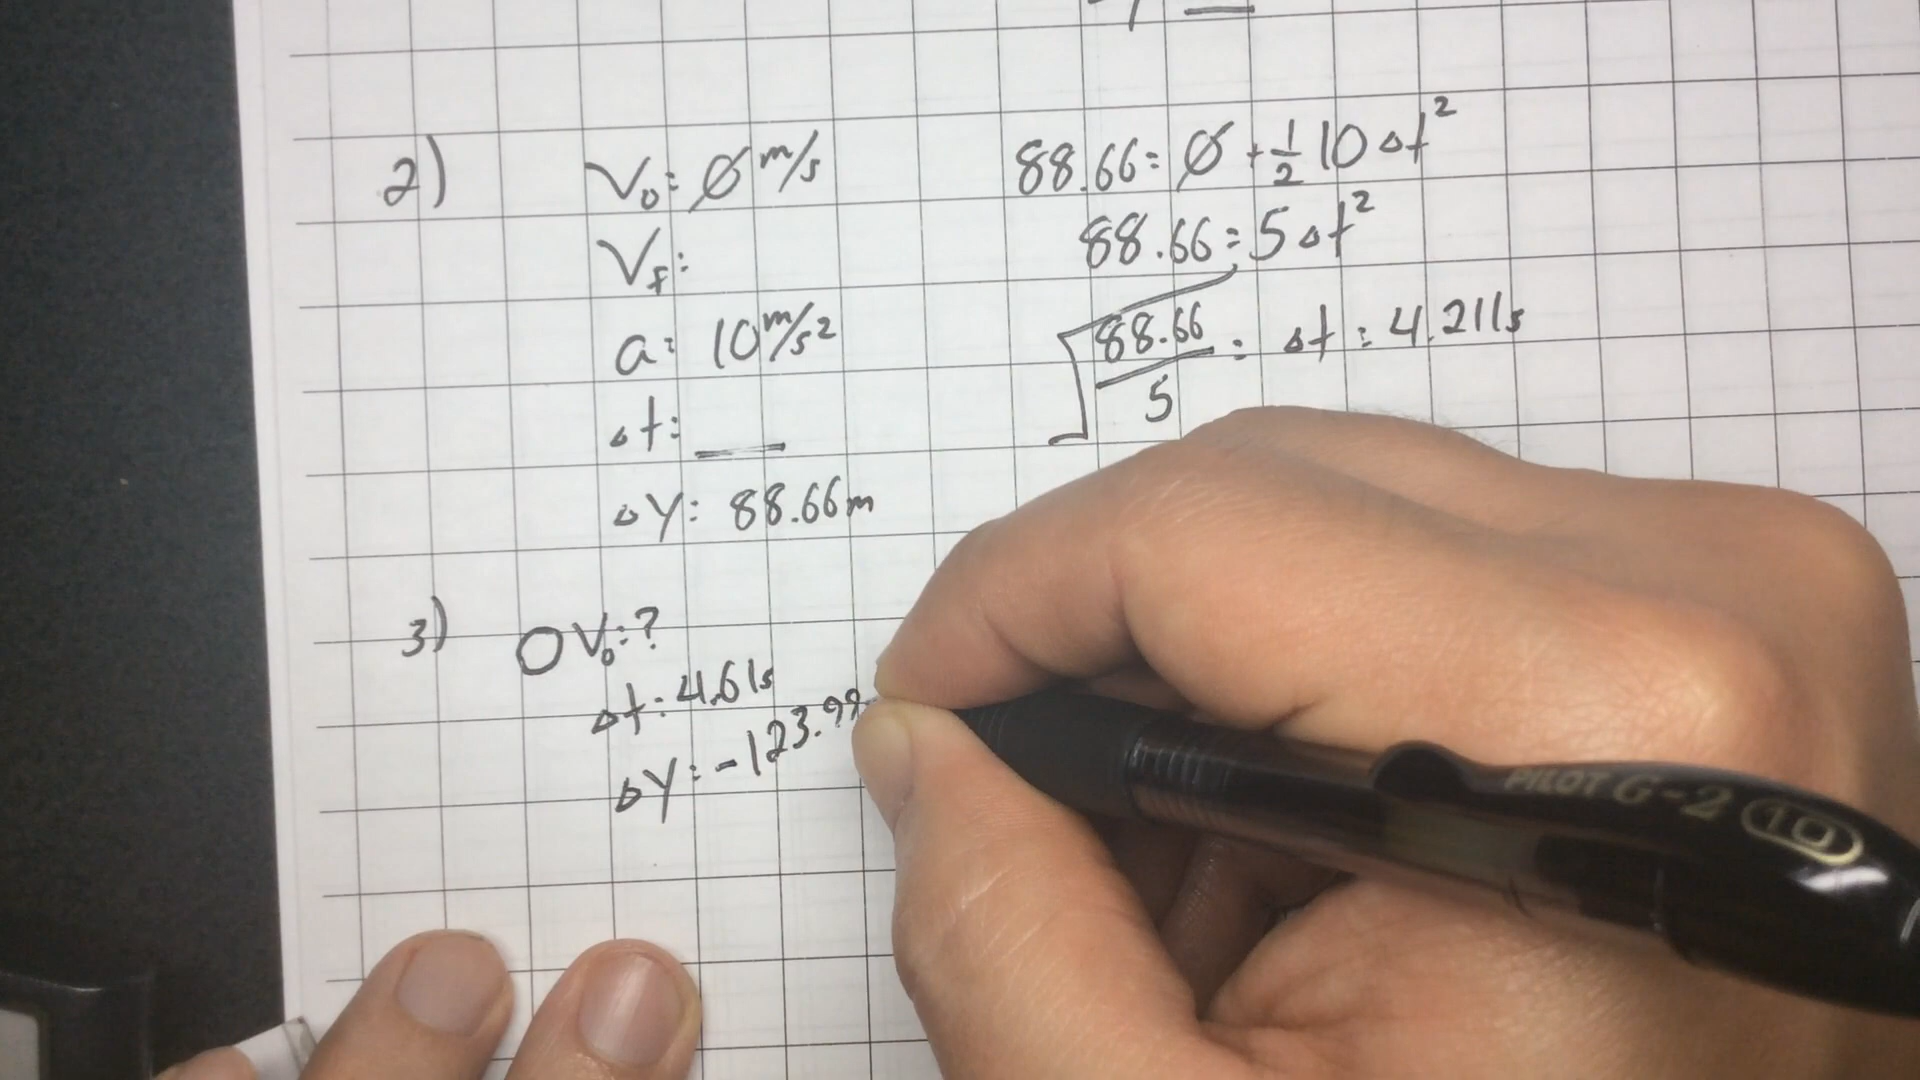 2)
V₀: ∅ m/s
V_f:
a: 10 m/s²
Δt: ___
ΔY: 88.66m
88.66 = ∅ + ½ 10 Δt²
88.66 = 5 Δt²
√(88.66/5) = Δt = 4.211s
3)
O V₀: ?
Δt: 4.61s
ΔY: -123.99
PILOT G-2 10